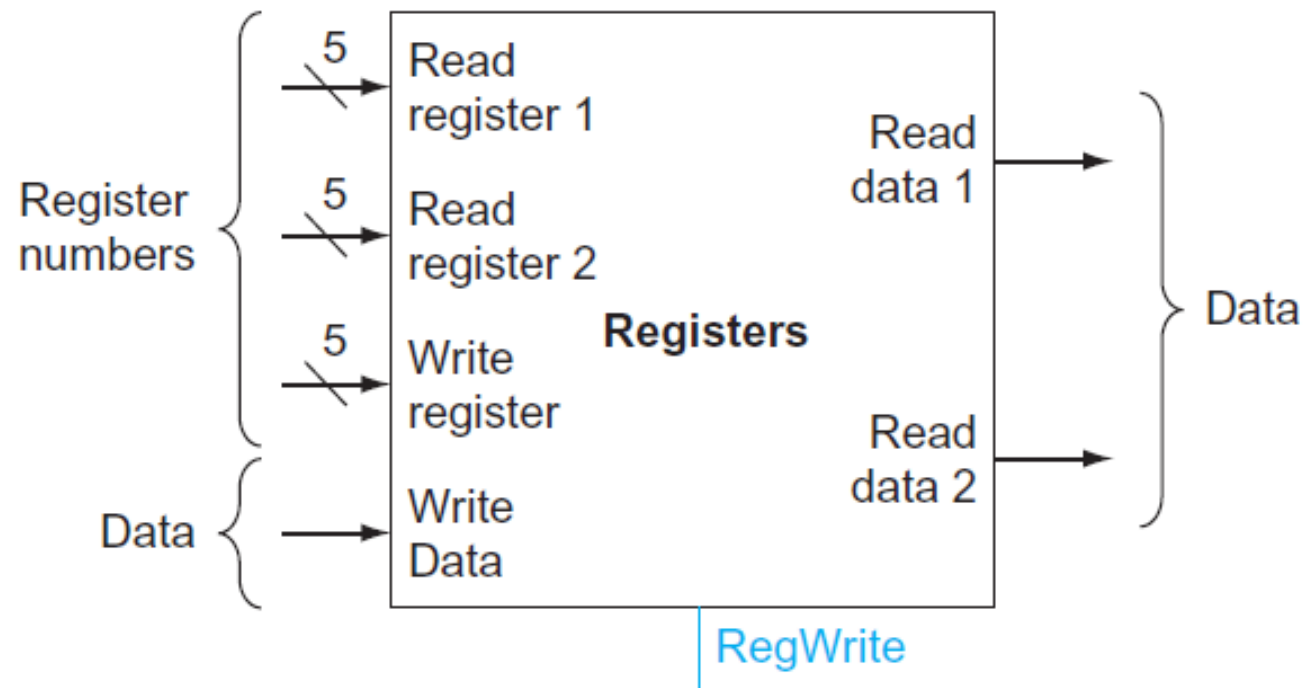 Register
numbers
Data
5
Read
register 1
5
Read
register 2
5
Write
register
Write
Data
Registers
Read
data 1
Read
data 2
Data
RegWrite